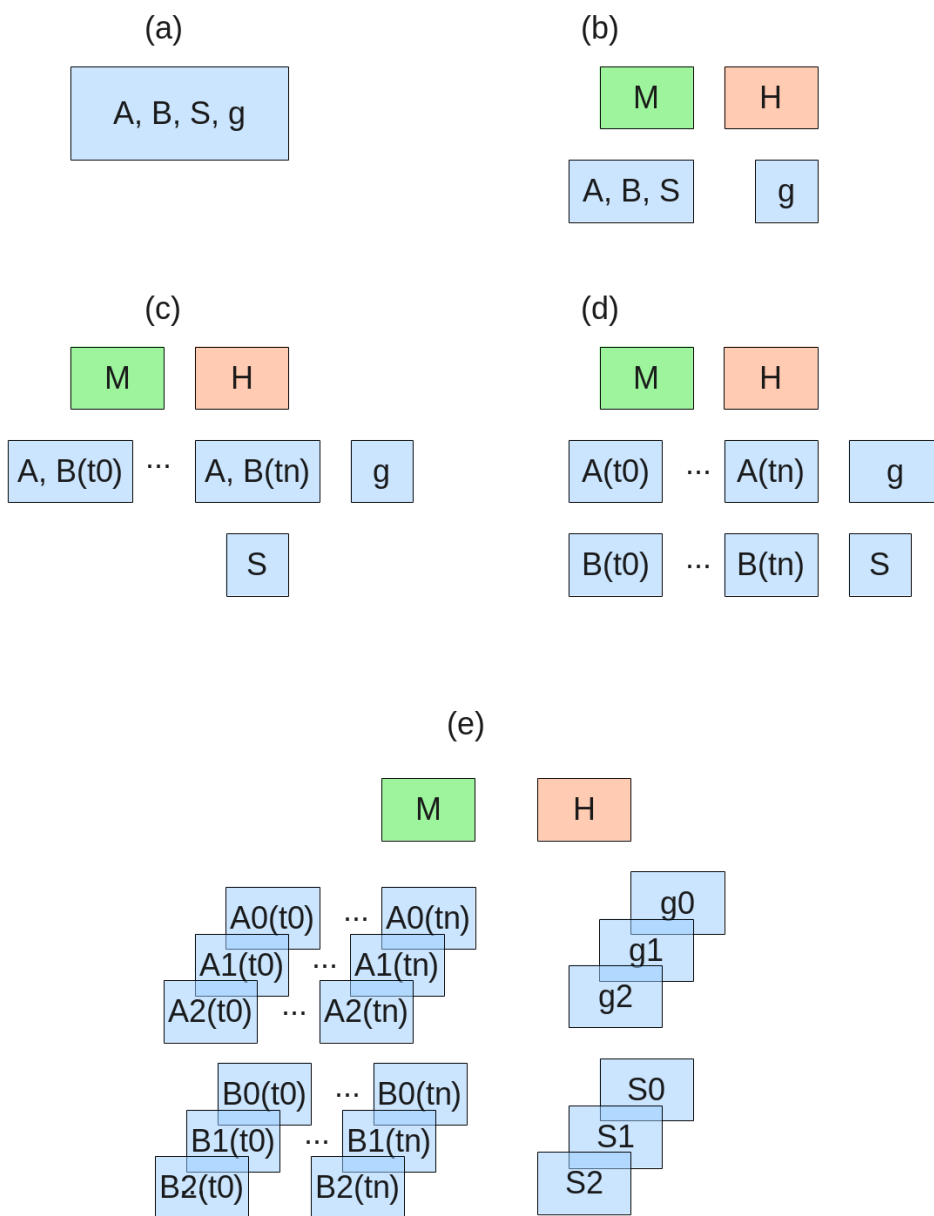 (a)
(b)
A, B, S, g
M
H
A, B, S
g
(c)
(d)
M
H
M
H
A, B(t0)
...
A, B(tn)
g
A(t0)
...
A(tn)
g
S
B(t0)
...
B(tn)
S
(e)
M
H
A0(t0)
...
A0(tn)
g0
A1(t0)
...
A1(tn)
g1
A2(t0)
...
A2(tn)
g2
B0(t0)
...
B0(tn)
S0
B1(t0)
...
B1(tn)
S1
B2(t0)
...
B2(tn)
S2